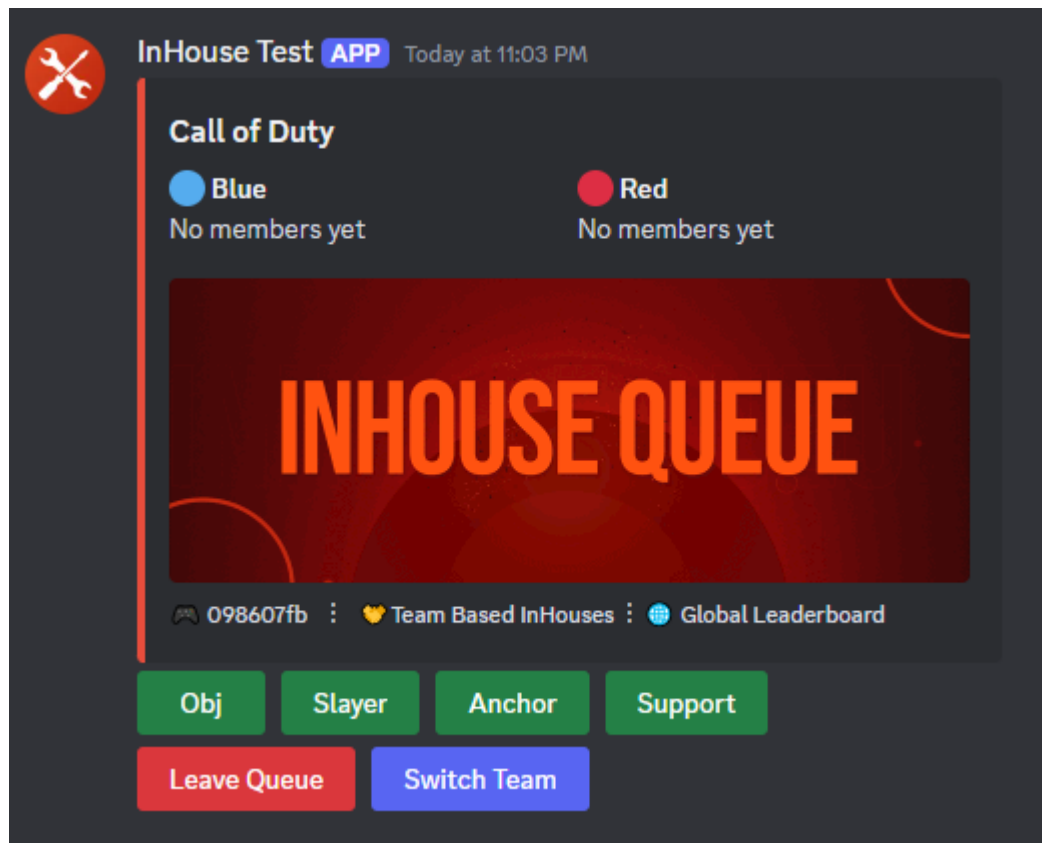 InHouse Test APP Today at 11:03 PM
Call of Duty
Blue Red
No members yet No members yet
INHOUSE QUEUE
098607fb ⋮ Team Based InHouses ⋮ Global Leaderboard
Obj Slayer Anchor Support
Leave Queue Switch Team